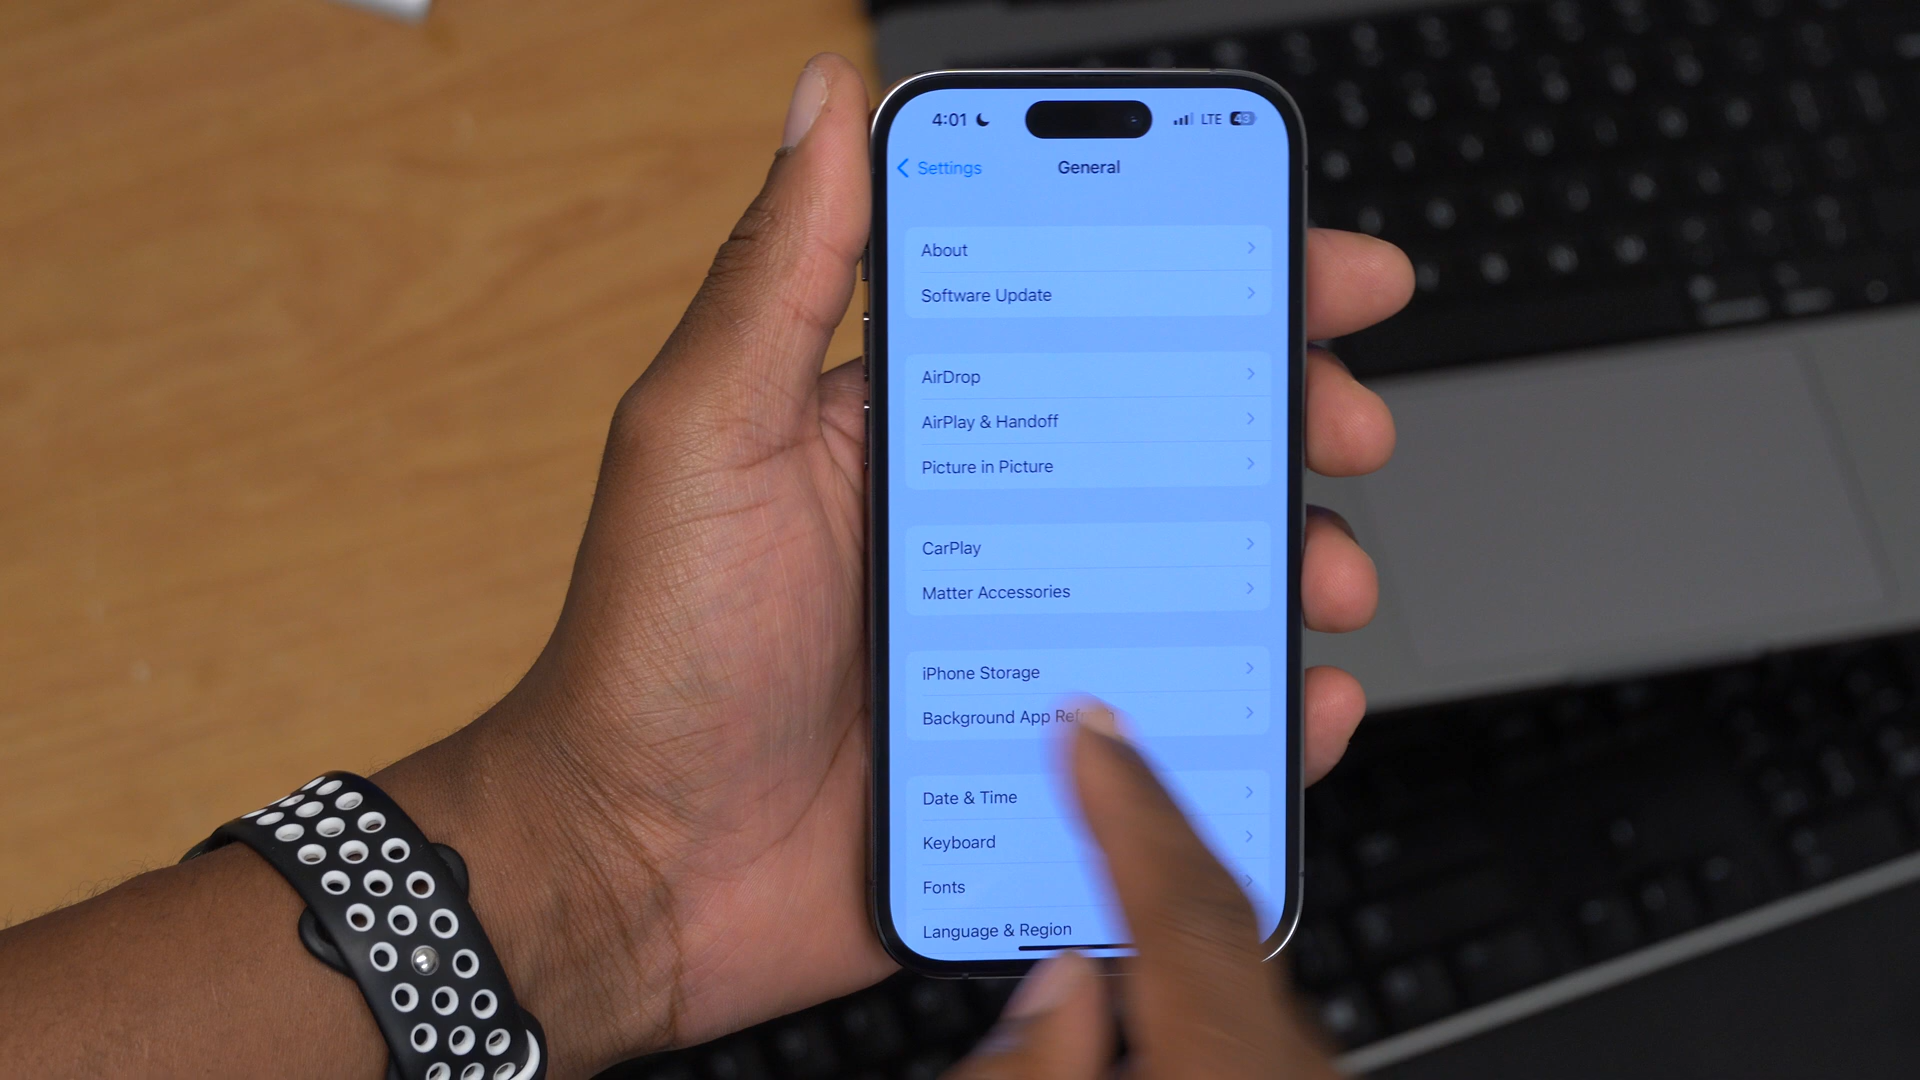 4:01 LTE 43
Settings General
About
Software Update
AirDrop
AirPlay & Handoff
Picture in Picture
CarPlay
Matter Accessories
iPhone Storage
Background App Refresh
Date & Time
Keyboard
Fonts
Language & Region